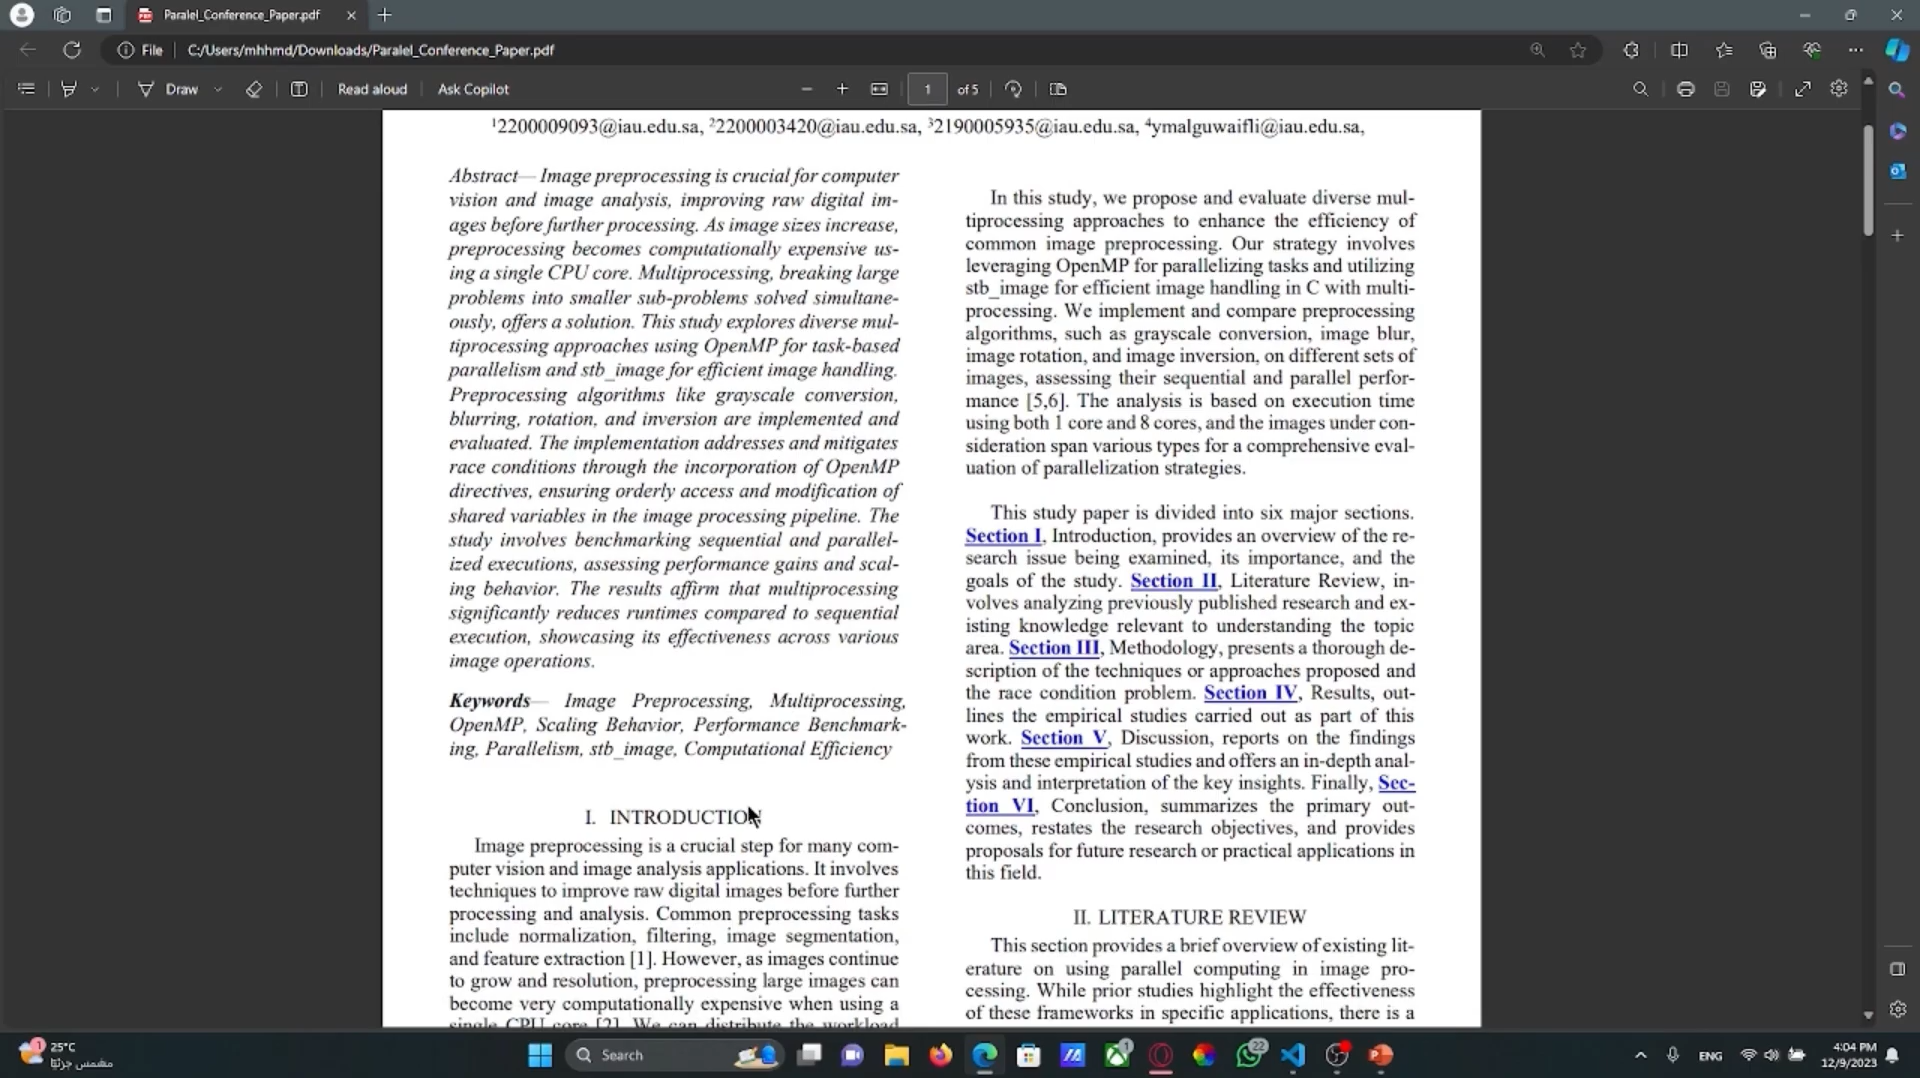 Paralel_Conference_Paper.pdf
File
C:/Users/mhhmd/Downloads/Paralel_Conference_Paper.pdf
Draw
Read aloud
Ask Copilot
1
of 5
¹2200009093@iau.edu.sa, ²2200003420@iau.edu.sa, ³2190005935@iau.edu.sa, ⁴ymalguwaifli@iau.edu.sa,
Abstract— Image preprocessing is crucial for computer
vision and image analysis, improving raw digital im-
ages before further processing. As image sizes increase,
preprocessing becomes computationally expensive us-
ing a single CPU core. Multiprocessing, breaking large
problems into smaller sub-problems solved simultane-
ously, offers a solution. This study explores diverse mul-
tiprocessing approaches using OpenMP for task-based
parallelism and stb_image for efficient image handling.
Preprocessing algorithms like grayscale conversion,
blurring, rotation, and inversion are implemented and
evaluated. The implementation addresses and mitigates
race conditions through the incorporation of OpenMP
directives, ensuring orderly access and modification of
shared variables in the image processing pipeline. The
study involves benchmarking sequential and parallel-
ized executions, assessing performance gains and scal-
ing behavior. The results affirm that multiprocessing
significantly reduces runtimes compared to sequential
execution, showcasing its effectiveness across various
image operations.
Keywords— Image Preprocessing, Multiprocessing,
OpenMP, Scaling Behavior, Performance Benchmark-
ing, Parallelism, stb_image, Computational Efficiency
I. INTRODUCTION
Image preprocessing is a crucial step for many com-
puter vision and image analysis applications. It involves
techniques to improve raw digital images before further
processing and analysis. Common preprocessing tasks
include normalization, filtering, image segmentation,
and feature extraction [1]. However, as images continue
to grow and resolution, preprocessing large images can
become very computationally expensive when using a
single CPU core [2]. We can distribute the workload
In this study, we propose and evaluate diverse mul-
tiprocessing approaches to enhance the efficiency of
common image preprocessing. Our strategy involves
leveraging OpenMP for parallelizing tasks and utilizing
stb_image for efficient image handling in C with multi-
processing. We implement and compare preprocessing
algorithms, such as grayscale conversion, image blur,
image rotation, and image inversion, on different sets of
images, assessing their sequential and parallel perfor-
mance [5,6]. The analysis is based on execution time
using both 1 core and 8 cores, and the images under con-
sideration span various types for a comprehensive eval-
uation of parallelization strategies.
This study paper is divided into six major sections.
Section I, Introduction, provides an overview of the re-
search issue being examined, its importance, and the
goals of the study. Section II, Literature Review, in-
volves analyzing previously published research and ex-
isting knowledge relevant to understanding the topic
area. Section III, Methodology, presents a thorough de-
scription of the techniques or approaches proposed and
the race condition problem. Section IV, Results, out-
lines the empirical studies carried out as part of this
work. Section V, Discussion, reports on the findings
from these empirical studies and offers an in-depth anal-
ysis and interpretation of the key insights. Finally, Sec-
tion VI, Conclusion, summarizes the primary out-
comes, restates the research objectives, and provides
proposals for future research or practical applications in
this field.
II. LITERATURE REVIEW
This section provides a brief overview of existing lit-
erature on using parallel computing in image pro-
cessing. While prior studies highlight the effectiveness
of these frameworks in specific applications, there is a
1
25°C
مشمس جزئيًا
Search
1
22
ENG
4:04 PM
12/9/2023